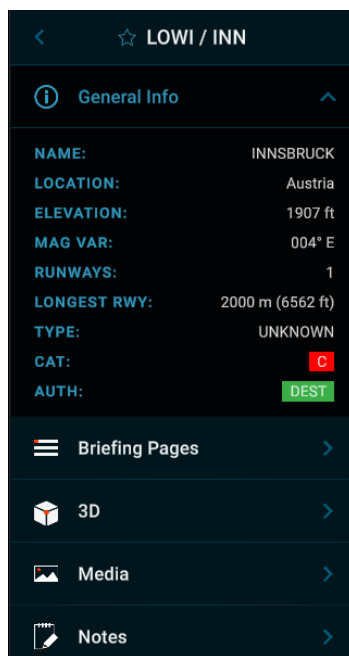 LOWI / INN
General Info
NAME: INNSBRUCK
LOCATION: Austria
ELEVATION: 1907 ft
MAG VAR: 004° E
RUNWAYS: 1
LONGEST RWY: 2000 m (6562 ft)
TYPE: UNKNOWN
CAT: C
AUTH: DEST
Briefing Pages
3D
Media
Notes